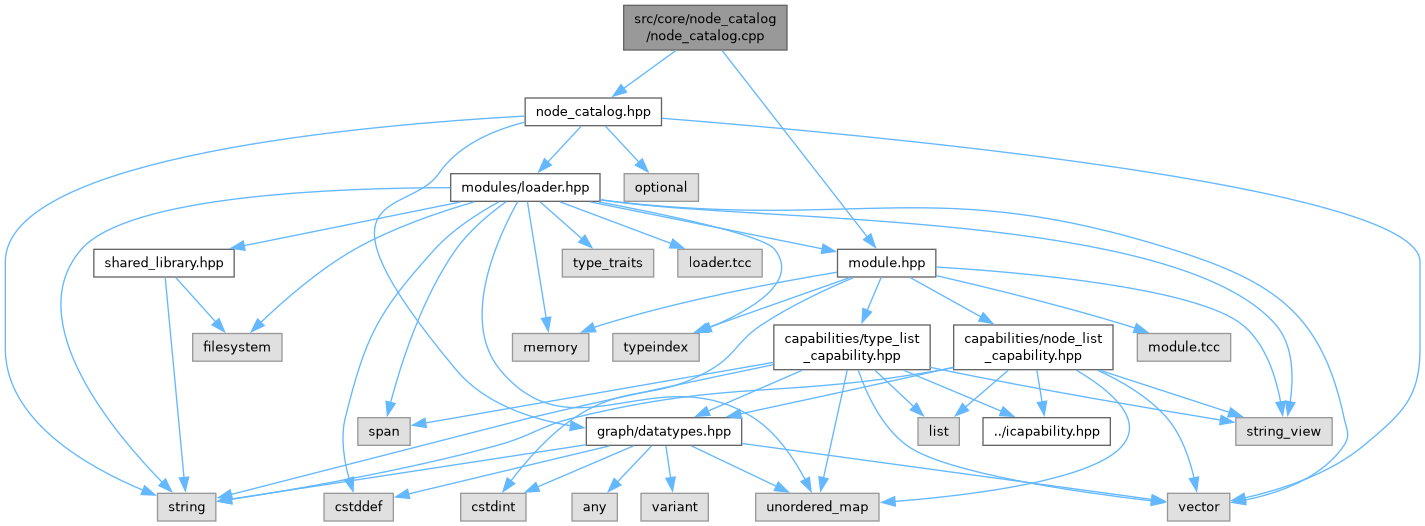 src/core/node_catalog
/node_catalog.cpp
node_catalog.hpp
modules/loader.hpp
optional
shared_library.hpp
type_traits
loader.tcc
module.hpp
filesystem
memory
typeindex
capabilities/type_list
_capability.hpp
capabilities/node_list
_capability.hpp
module.tcc
span
graph/datatypes.hpp
list
../icapability.hpp
string_view
string
cstddef
cstdint
any
variant
unordered_map
vector